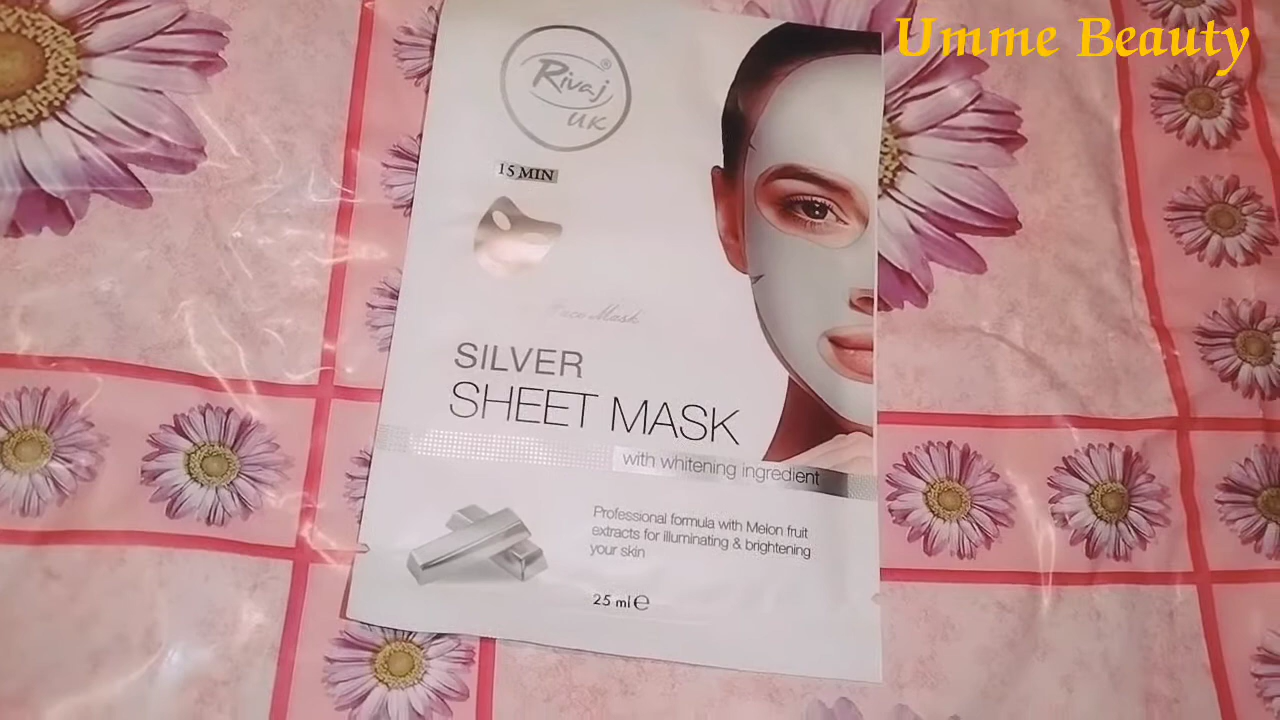 Umme Beauty
Rivaj®
UK
15 MIN
Face Mask
SILVER
SHEET MASK
with whitening ingredient
Professional formula with Melon fruit
extracts for illuminating & brightening
your skin
25 ml ℮